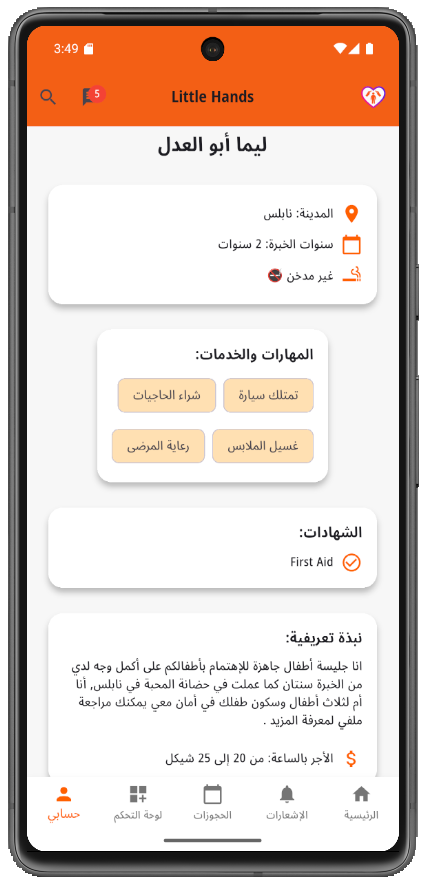 3:49
5
Little Hands
ليما أبو العدل
المدينة: نابلس
سنوات الخبرة: 2 سنوات
غير مدخن
المهارات والخدمات:
تمتلك سيارة
شراء الحاجيات
غسيل الملابس
رعاية المرضى
الشهادات:
First Aid
نبذة تعريفية:
انا جليسة أطفال جاهزة للإهتمام بأطفالكم على أكمل وجه لدي
من الخبرة سنتان كما عملت في حضانة المحبة في نابلس, أنا
أم لثلاث أطفال وسكون طفلك في أمان معي يمكنك مراجعة
ملفي لمعرفة المزيد .
الأجر بالساعة: من 20 إلى 25 شيكل
الرئيسية
الإشعارات
الحجوزات
لوحة التحكم
حسابي